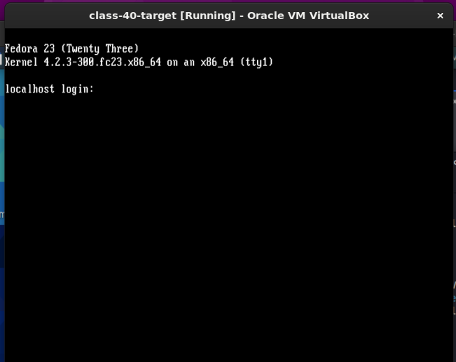 class-40-target [Running] - Oracle VM VirtualBox
Fedora 23 (Twenty Three)
Kernel 4.2.3-300.fc23.x86_64 on an x86_64 (tty1)
localhost login: